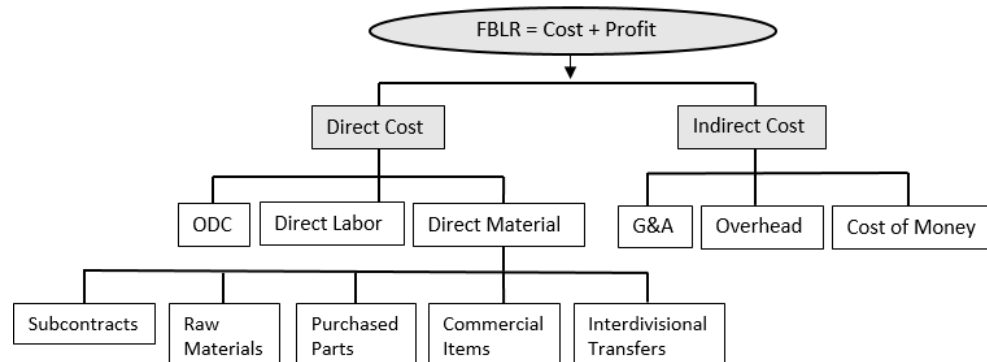 FBLR = Cost + Profit
Direct Cost
Indirect Cost
ODC
Direct Labor
Direct Material
G&A
Overhead
Cost of Money
Subcontracts
Raw
Materials
Purchased
Parts
Commercial
Items
Interdivisional
Transfers